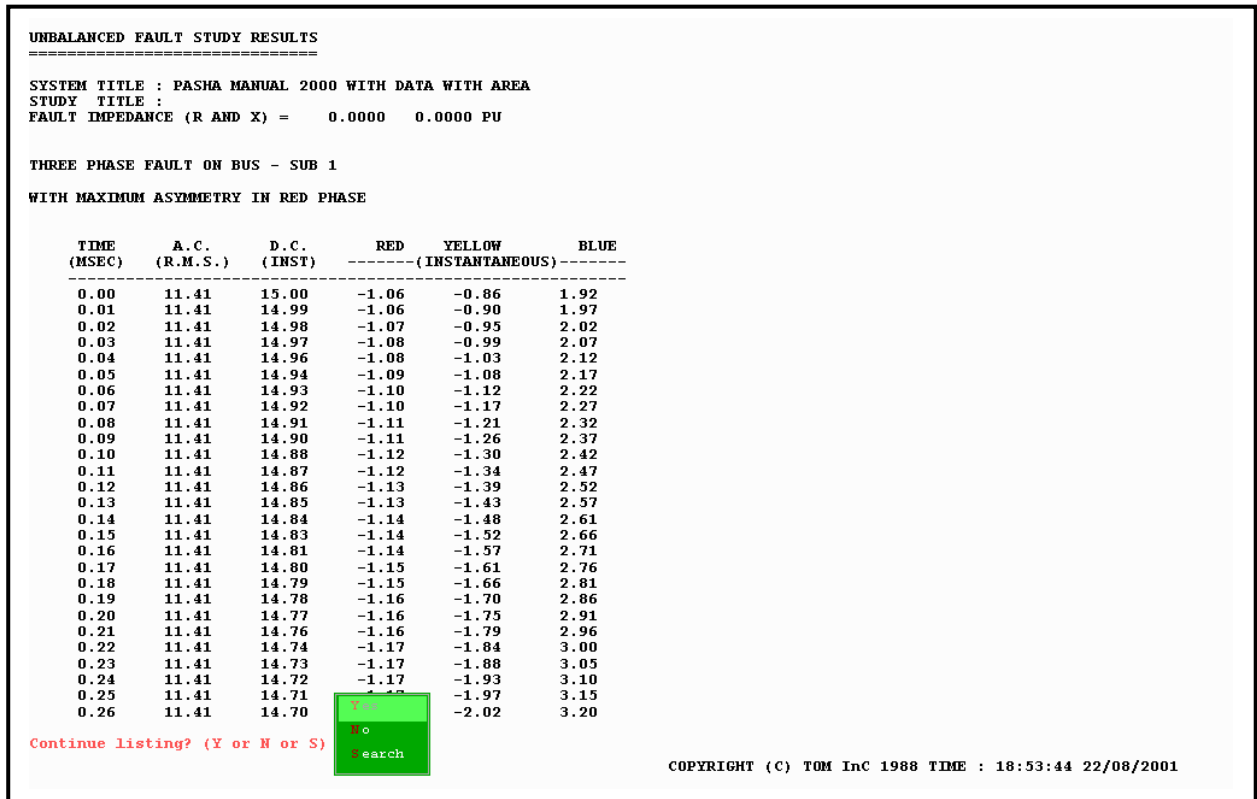 UNBALANCED FAULT STUDY RESULTS
==============================
SYSTEM TITLE : PASHA MANUAL 2000 WITH DATA WITH AREA
STUDY TITLE :
FAULT IMPEDANCE (R AND X) = 0.0000 0.0000 PU
THREE PHASE FAULT ON BUS - SUB 1
WITH MAXIMUM ASYMMETRY IN RED PHASE
TIME A.C. D.C. RED YELLOW BLUE
(MSEC) (R.M.S.) (INST) -------(INSTANTANEOUS)-------
----------------------------------------------------------
0.00 11.41 15.00 -1.06 -0.86 1.92
0.01 11.41 14.99 -1.06 -0.90 1.97
0.02 11.41 14.98 -1.07 -0.95 2.02
0.03 11.41 14.97 -1.08 -0.99 2.07
0.04 11.41 14.96 -1.08 -1.03 2.12
0.05 11.41 14.94 -1.09 -1.08 2.17
0.06 11.41 14.93 -1.10 -1.12 2.22
0.07 11.41 14.92 -1.10 -1.17 2.27
0.08 11.41 14.91 -1.11 -1.21 2.32
0.09 11.41 14.90 -1.11 -1.26 2.37
0.10 11.41 14.88 -1.12 -1.30 2.42
0.11 11.41 14.87 -1.12 -1.34 2.47
0.12 11.41 14.86 -1.13 -1.39 2.52
0.13 11.41 14.85 -1.13 -1.43 2.57
0.14 11.41 14.84 -1.14 -1.48 2.61
0.15 11.41 14.83 -1.14 -1.52 2.66
0.16 11.41 14.81 -1.14 -1.57 2.71
0.17 11.41 14.80 -1.15 -1.61 2.76
0.18 11.41 14.79 -1.15 -1.66 2.81
0.19 11.41 14.78 -1.16 -1.70 2.86
0.20 11.41 14.77 -1.16 -1.75 2.91
0.21 11.41 14.76 -1.16 -1.79 2.96
0.22 11.41 14.74 -1.17 -1.84 3.00
0.23 11.41 14.73 -1.17 -1.88 3.05
0.24 11.41 14.72 -1.17 -1.93 3.10
0.25 11.41 14.71 -1.97 3.15
0.26 11.41 14.70 -2.02 3.20
Yes
No
Search
Continue listing? (Y or N or S)
COPYRIGHT (C) TOM InC 1988 TIME : 18:53:44 22/08/2001